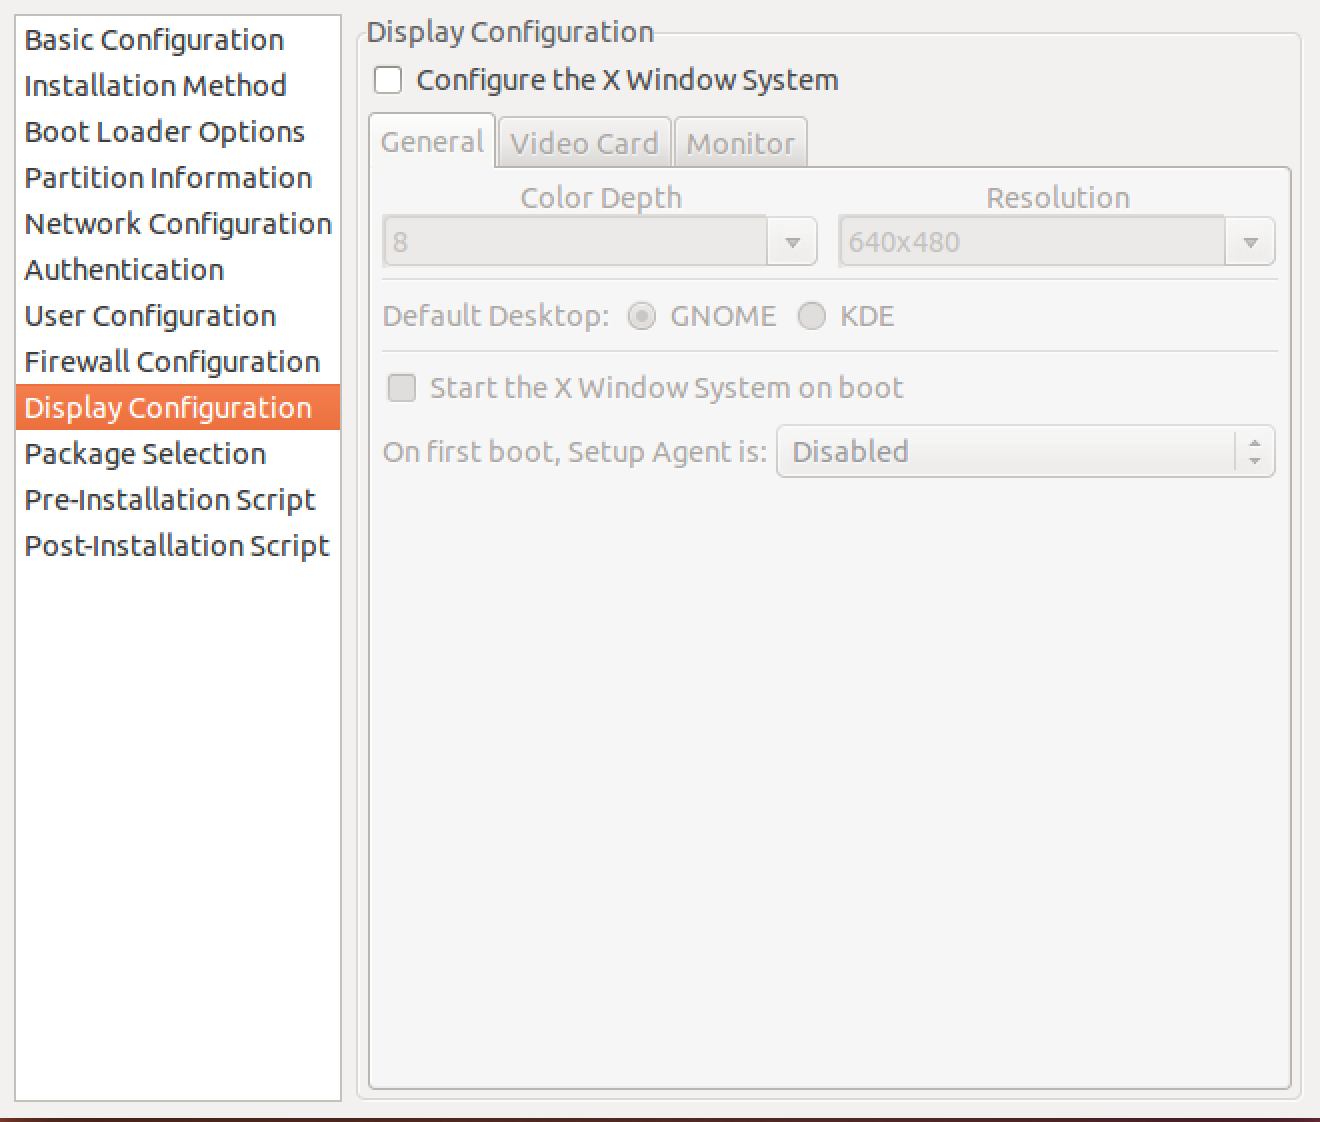 Basic Configuration
Installation Method
Boot Loader Options
Partition Information
Network Configuration
Authentication
User Configuration
Firewall Configuration
Display Configuration
Package Selection
Pre-Installation Script
Post-Installation Script
Display Configuration
Configure the X Window System
General Video Card Monitor
Color Depth Resolution
8 640x480
Default Desktop: GNOME KDE
Start the X Window System on boot
On first boot, Setup Agent is: Disabled